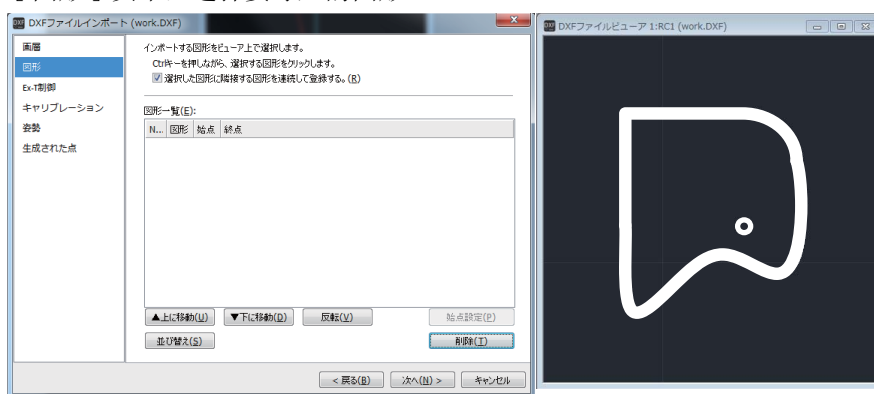 DXFファイルインポート (work.DXF)
画層
図形
Ex-T制御
キャリブレーション
姿勢
生成された点
インポートする図形をビューア上で選択します。
Ctrlキーを押しながら、選択する図形をクリックします。
選択した図形に隣接する図形を連続して登録する。(R)
図形一覧(E):
N... 図形 始点 終点
▲上に移動(U) ▼下に移動(D) 反転(V) 始点設定(P)
並び替え(S) 削除(T)
< 戻る(B) 次へ(N) > キャンセル
DXFファイルビューア 1:RC1 (work.DXF)